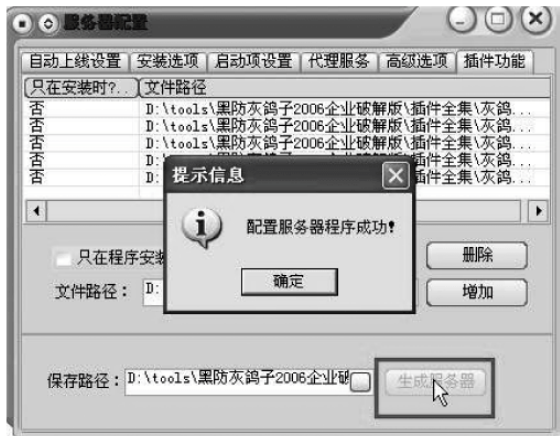 服务器配置
自动上线设置 安装选项 启动项设置 代理服务 高级选项 插件功能
只在安装时?.. 文件路径
否 D:\tools\黑防灰鸽子2006企业破解版\插件全集\灰鸽...
否 D:\tools\黑防灰鸽子2006企业破解版\插件全集\灰鸽...
否 D:\tools\黑防灰鸽子2006企业破解版\插件全集\灰鸽...
否 D:\t 插件全集\灰鸽...
否 D: 插件全集\灰鸽...
提示信息
配置服务器程序成功!
确定
只在程序安装
删除
文件路径： D:
增加
保存路径： D:\tools\黑防灰鸽子2006企业破
生成服务器